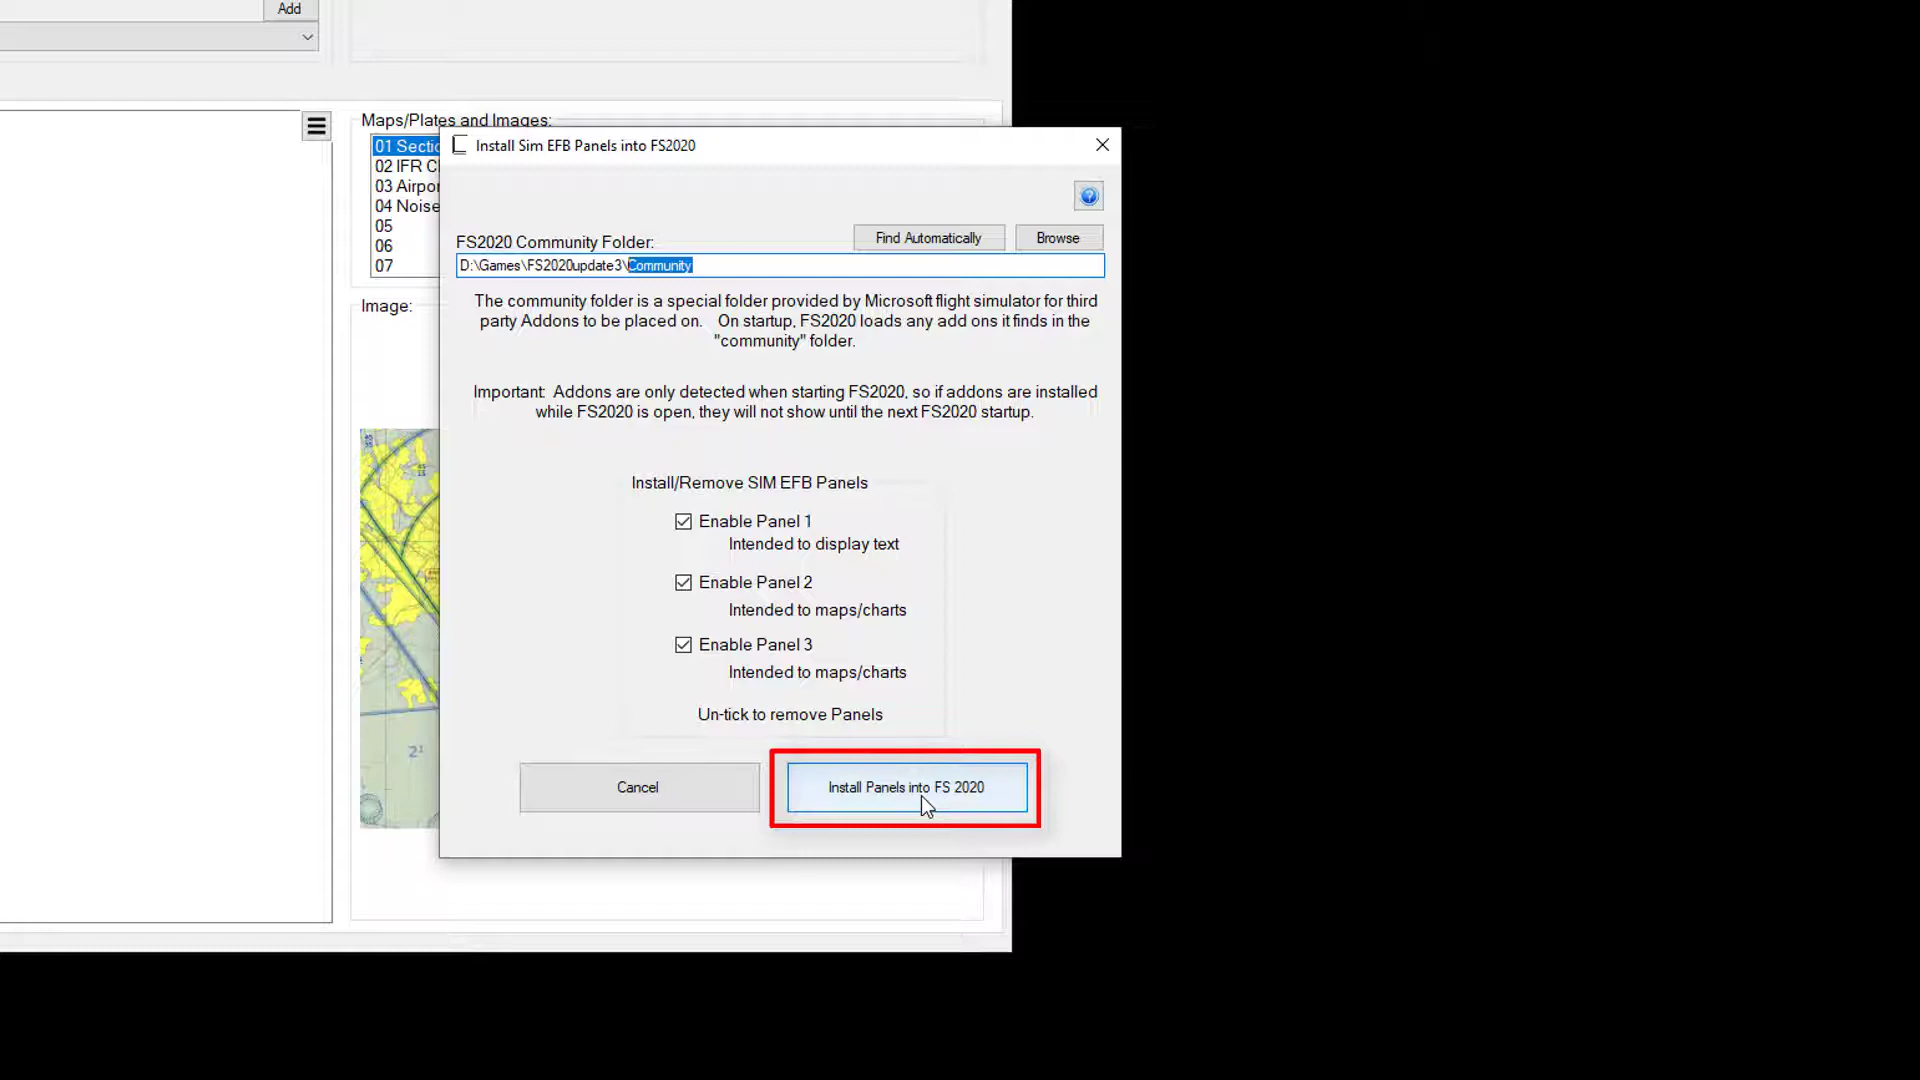 Add
Maps/Plates and Images:
01 Sectio
02 IFR C
03 Airpor
04 Noise
05
06
07
Image:
Install Sim EFB Panels into FS2020
FS2020 Community Folder:
Find Automatically
Browse
D:\Games\FS2020update3\Community
The community folder is a special folder provided by Microsoft flight simulator for third
party Addons to be placed on. On startup, FS2020 loads any add ons it finds in the
"community" folder.
Important: Addons are only detected when starting FS2020, so if addons are installed
while FS2020 is open, they will not show until the next FS2020 startup.
Install/Remove SIM EFB Panels
Enable Panel 1
Intended to display text
Enable Panel 2
Intended to maps/charts
Enable Panel 3
Intended to maps/charts
Un-tick to remove Panels
Cancel
Install Panels into FS 2020
2¹